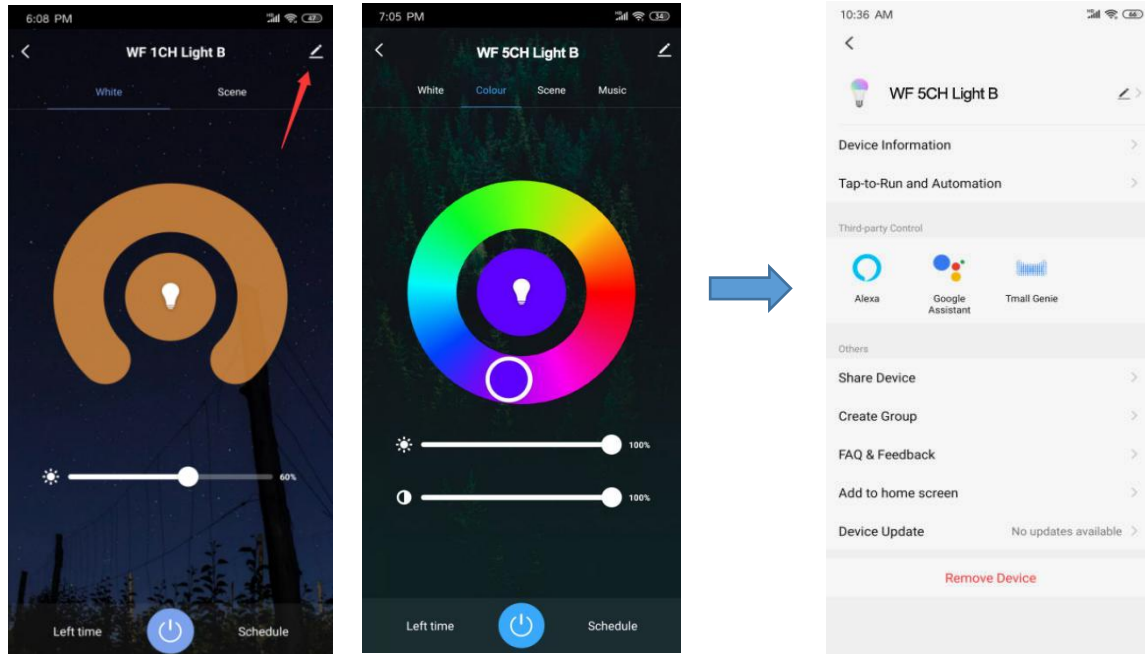 6:08 PM
47
WF 1CH Light B
White
Scene
60%
Left time
Schedule
7:05 PM
34
WF 5CH Light B
White
Colour
Scene
Music
100%
100%
Left time
Schedule
10:36 AM
WF 5CH Light B
Device Information
Tap-to-Run and Automation
Third-party Control
Alexa
Google
Assistant
Tmall Genie
Others
Share Device
Create Group
FAQ & Feedback
Add to home screen
Device Update
No updates available
Remove Device